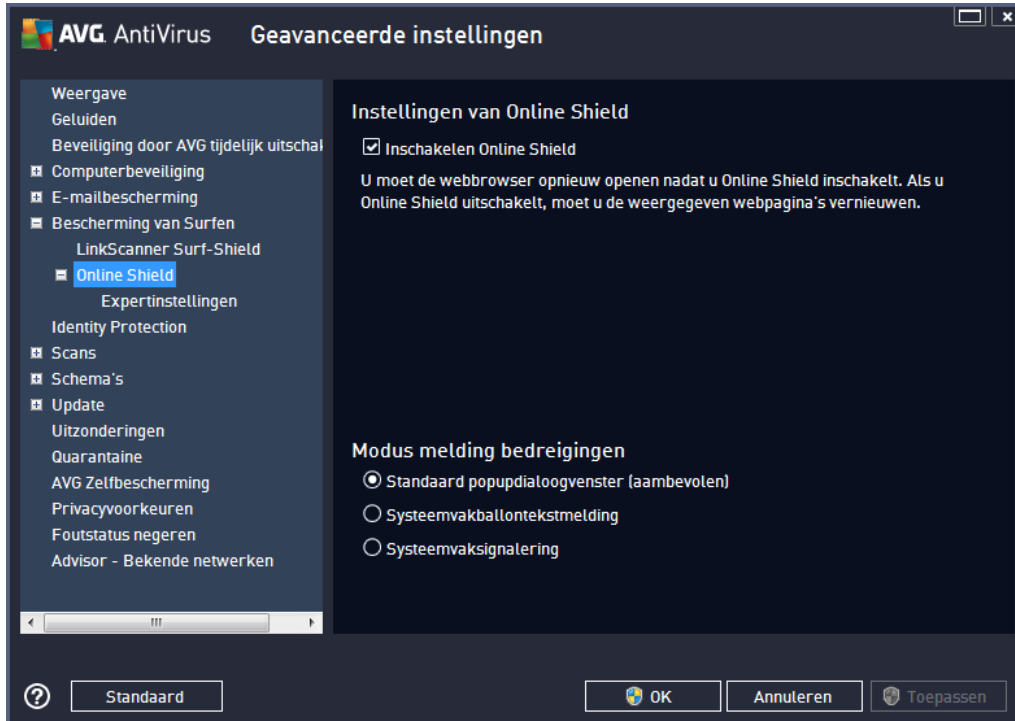 AVG. AntiVirus Geavanceerde instellingen
Weergave
Geluiden
Beveiliging door AVG tijdelijk uitschak
Computerbeveiliging
E-mailbescherming
Bescherming van Surfen
LinkScanner Surf-Shield
Online Shield
Expertinstellingen
Identity Protection
Scans
Schema's
Update
Uitzonderingen
Quarantaine
AVG Zelfbescherming
Privacyvoorkeuren
Foutstatus negeren
Advisor - Bekende netwerken
Instellingen van Online Shield
Inschakelen Online Shield
U moet de webbrowser opnieuw openen nadat u Online Shield inschakelt. Als u
Online Shield uitschakelt, moet u de weergegeven webpagina's vernieuwen.
Modus melding bedreigingen
Standaard popupdialoogvenster (aambevolen)
Systeemvakballontekstmelding
Systeemvaksignalering
Standaard
OK
Annuleren
Toepassen